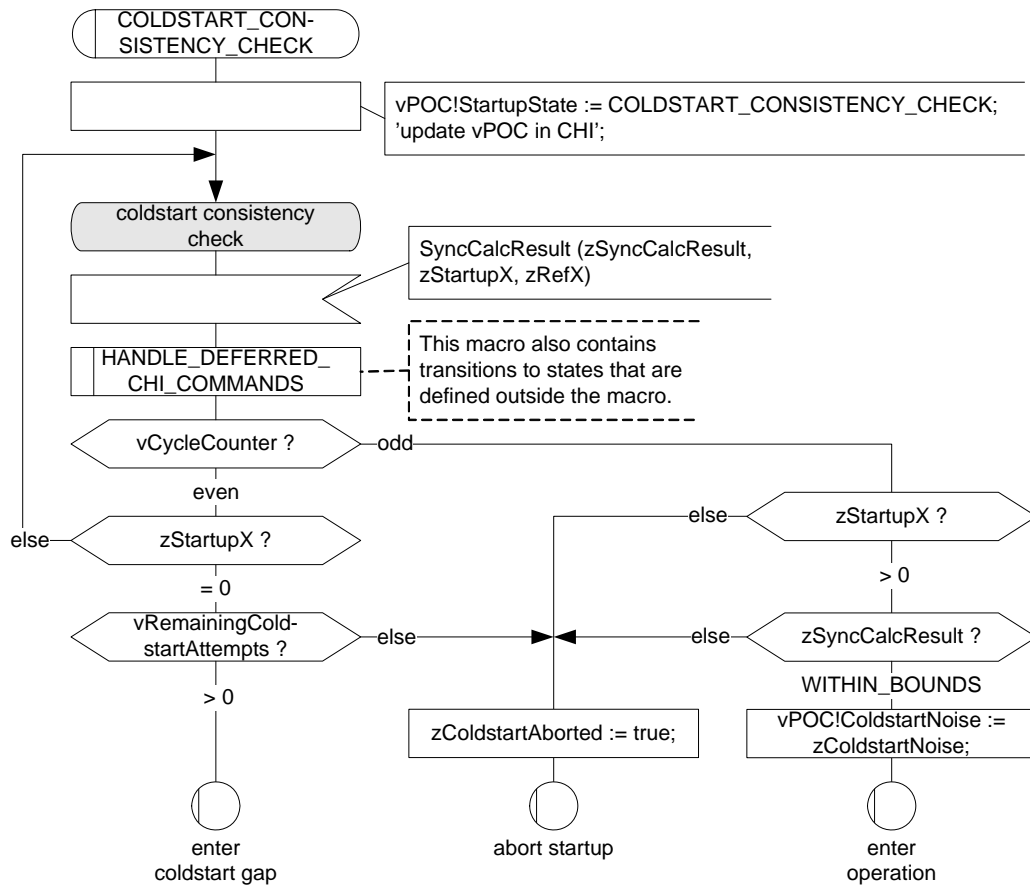 COLDSTART_CON-
SISTENCY_CHECK
vPOC!StartupState := COLDSTART_CONSISTENCY_CHECK;
’update vPOC in CHI’;
coldstart consistency
check
SyncCalcResult (zSyncCalcResult,
zStartupX, zRefX)
HANDLE_DEFERRED_
CHI_COMMANDS
This macro also contains
transitions to states that are
defined outside the macro.
vCycleCounter ?
odd
even
else
zStartupX ?
else
zStartupX ?
= 0
> 0
vRemainingCold-
startAttempts ?
else
else
zSyncCalcResult ?
> 0
WITHIN_BOUNDS
zColdstartAborted := true;
vPOC!ColdstartNoise :=
zColdstartNoise;
enter
coldstart gap
abort startup
enter
operation